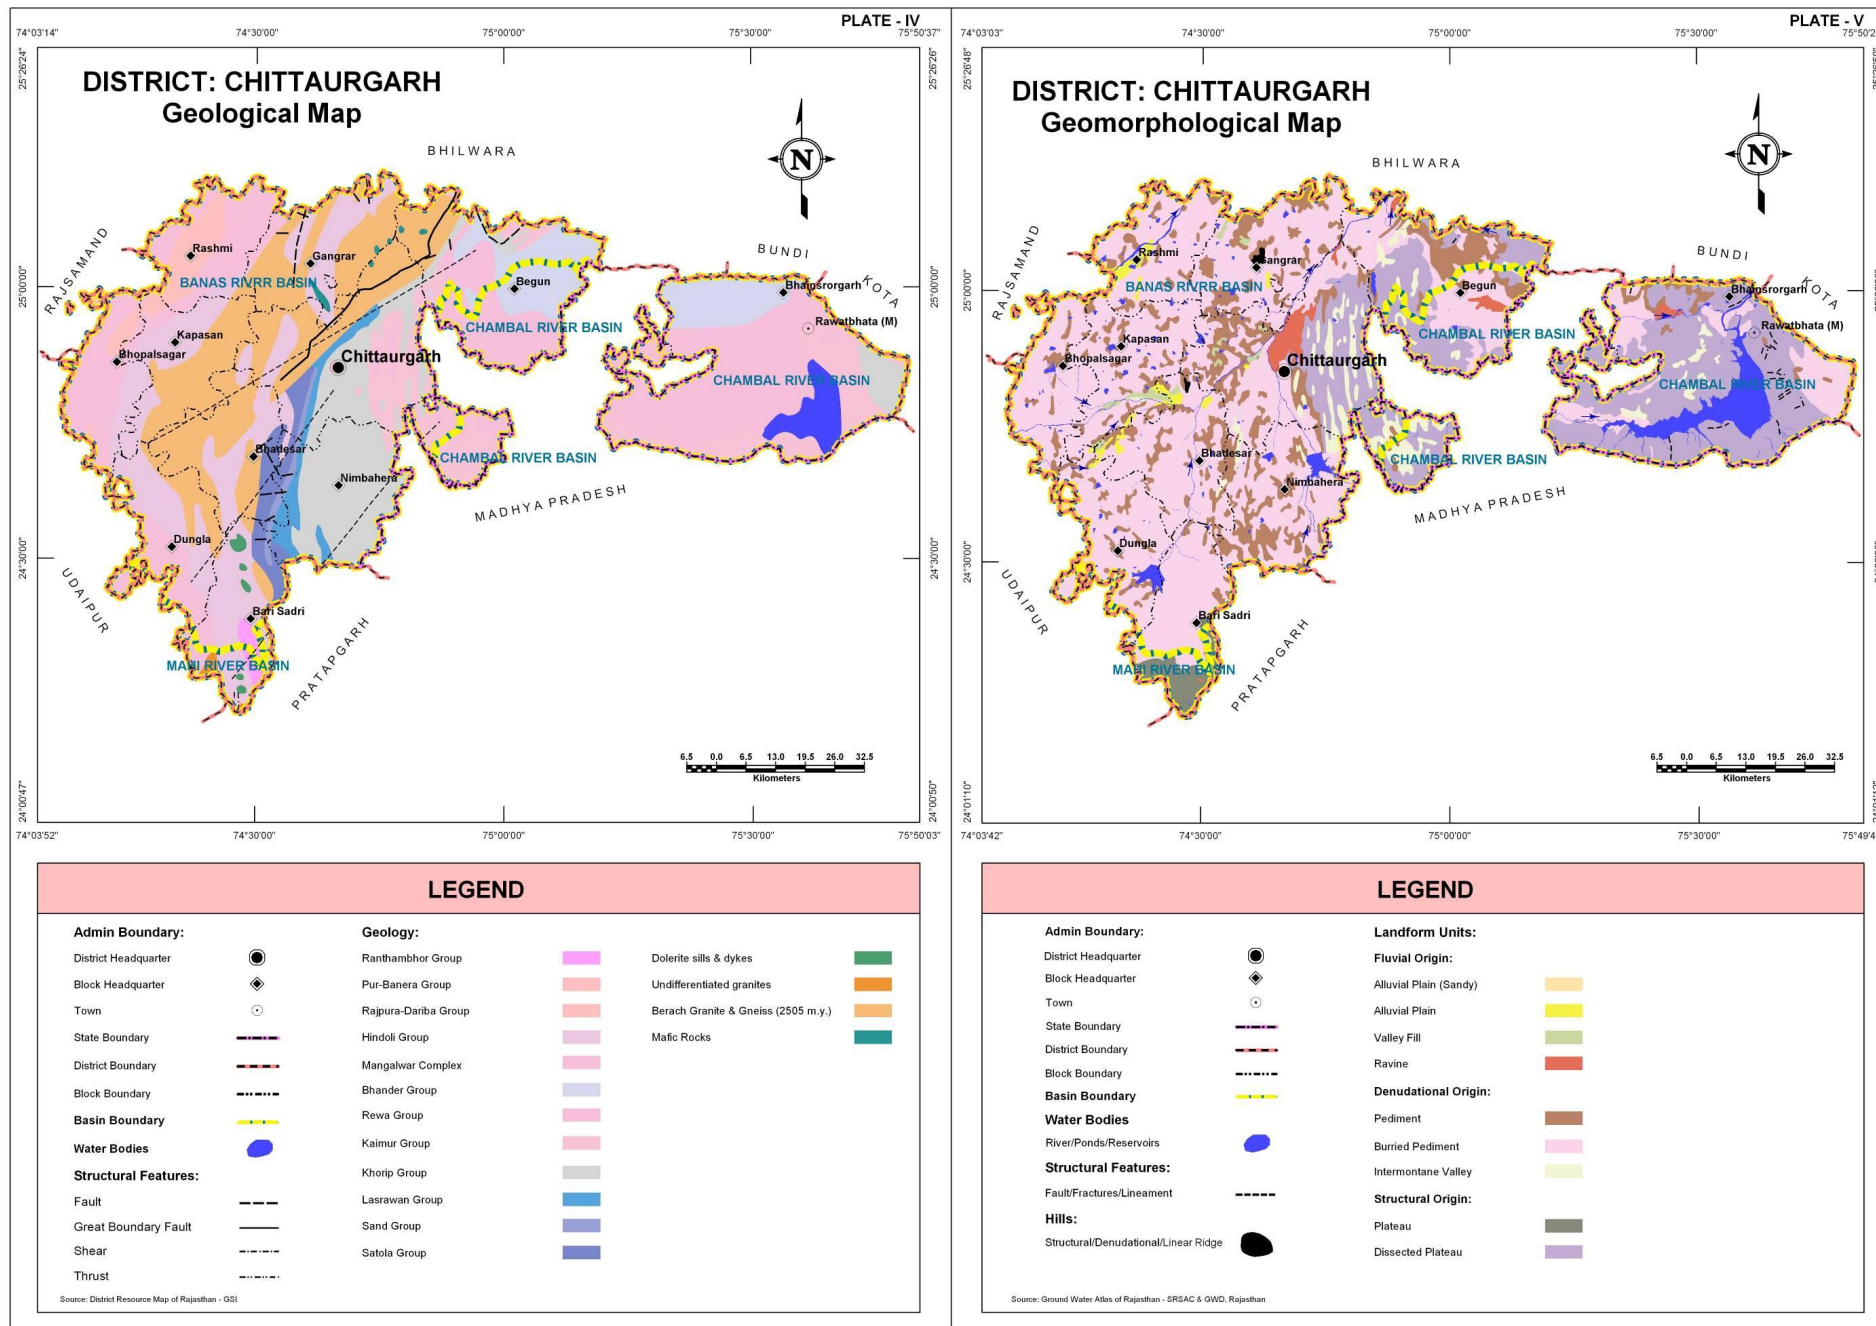 PLATE - IV
74°03'14"
74°30'00"
75°00'00"
75°30'00"
75°50'37"
25°26'24"
25°26'26"
DISTRICT: CHITTAURGARH
Geological Map
N
BHILWARA
RAJSAMAND
BUNDI
KOTA
Rashmi
Gangrar
BANAS RIVRR BASIN
25°00'00"
25°00'00"
Begun
Bhainsrorgarh
Rawatbhata (M)
CHAMBAL RIVER BASIN
Kapasan
Bhopalsagar
Chittaurgarh
CHAMBAL RIVER BASIN
Bhadesar
CHAMBAL RIVER BASIN
Nimbahera
MADHYA PRADESH
Dungla
24°30'00"
24°30'00"
UDAIPUR
Bari Sadri
MAHI RIVER BASIN
PRATAPGARH
6.5 0.0 6.5 13.0 19.5 26.0 32.5
Kilometers
24°00'47"
24°00'50"
74°03'52"
74°30'00"
75°00'00"
75°30'00"
75°50'03"
LEGEND
Admin Boundary:
District Headquarter
Block Headquarter
Town
State Boundary
District Boundary
Block Boundary
Basin Boundary
Water Bodies
Structural Features:
Fault
Great Boundary Fault
Shear
Thrust
Geology:
Ranthambhor Group
Pur-Banera Group
Rajpura-Dariba Group
Hindoli Group
Mangalwar Complex
Bhander Group
Rewa Group
Kaimur Group
Khorip Group
Lasrawan Group
Sand Group
Satola Group
Dolerite sills & dykes
Undifferentiated granites
Berach Granite & Gneiss (2505 m.y.)
Mafic Rocks
Source: District Resource Map of Rajasthan - GSI
PLATE - V
74°03'03"
74°30'00"
75°00'00"
75°30'00"
25°26'48"
DISTRICT: CHITTAURGARH
Geomorphological Map
N
BHILWARA
RAJSAMAND
BUNDI
KOTA
Rashmi
Gangrar
BANAS RIVRR BASIN
25°00'00"
Begun
Bhainsrorgarh
Rawatbhata (M)
CHAMBAL RIVER BASIN
Kapasan
Bhopalsagar
Chittaurgarh
CHAMBAL RIVER BASIN
Bhadesar
CHAMBAL RIVER BASIN
Nimbahera
MADHYA PRADESH
Dungla
24°30'00"
UDAIPUR
Bari Sadri
MAHI RIVER BASIN
PRATAPGARH
6.5 0.0 6.5 13.0 19.5 26.0 32.5
Kilometers
24°01'10"
74°03'42"
74°30'00"
75°00'00"
75°30'00"
LEGEND
Admin Boundary:
District Headquarter
Block Headquarter
Town
State Boundary
District Boundary
Block Boundary
Basin Boundary
Water Bodies
River/Ponds/Reservoirs
Structural Features:
Fault/Fractures/Lineament
Hills:
Structural/Denudational/Linear Ridge
Landform Units:
Fluvial Origin:
Alluvial Plain (Sandy)
Alluvial Plain
Valley Fill
Ravine
Denudational Origin:
Pediment
Burried Pediment
Intermontane Valley
Structural Origin:
Plateau
Dissected Plateau
Source: Ground Water Atlas of Rajasthan - SRSAC & GWD, Rajasthan